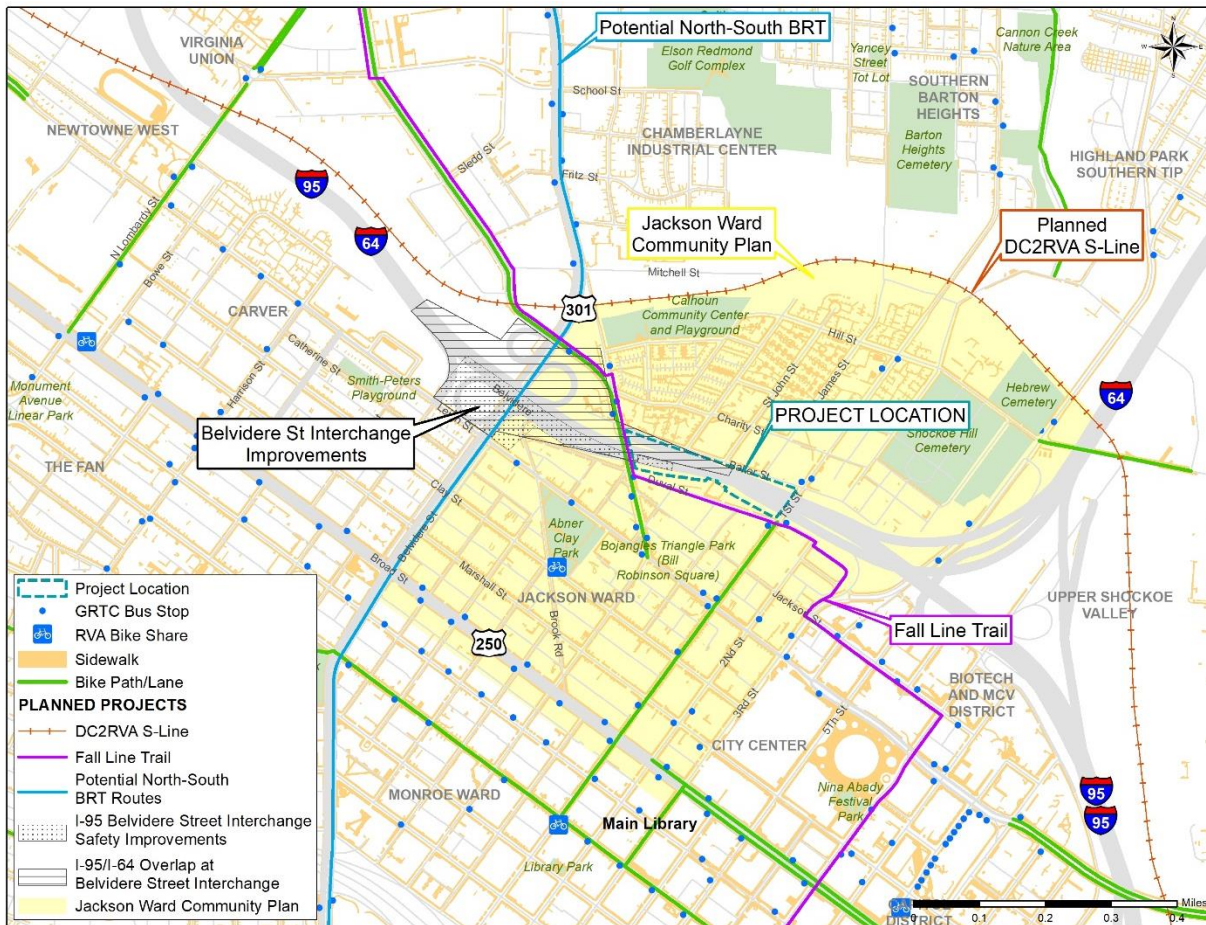 Potential North-South BRT
VIRGINIA
UNION
Elson Redmond
Golf Complex
Yancey
Street
Tot Lot
Cannon Creek
Nature Area
N
W
E
S
SOUTHERN
BARTON
HEIGHTS
School St
NEWTOWNE WEST
CHAMBERLAYNE
INDUSTRIAL CENTER
Barton
Heights
Cemetery
Sledd St
HIGHLAND PARK
SOUTHERN TIP
Fritz St
95
64
N Lombardy St
Bowe St
Jackson Ward
Community Plan
Planned
DC2RVA S-Line
Mitchell St
301
CARVER
Calhoun
Community Center
and Playground
Hill St
Catherine St
Harrison St
Smith-Peters
Playground
St John St
St James St
Monument
Avenue
Linear Park
Belvidere
Leigh St
Hebrew
Cemetery
64
Charity St
PROJECT LOCATION
Belvidere St Interchange
Improvements
Shockoe Hill
Cemetery
THE FAN
Baker St
Duval St
1St St
Clay St
Belvidere St
Abner
Clay
Park
Bojangles Triangle Park
(Bill
Robinson Square)
Broad St
Marshall St
JACKSON WARD
Jackson St
UPPER SHOCKOE
VALLEY
Fall Line Trail
Brook Rd
250
2Nd St
3Rd St
5Th St
BIOTECH
AND MCV
DISTRICT
CITY CENTER
Nina Abady
Festival
Park
MONROE WARD
Main Library
Library Park
95
95
DISTRICT
Project Location
GRTC Bus Stop
RVA Bike Share
Sidewalk
Bike Path/Lane
PLANNED PROJECTS
DC2RVA S-Line
Fall Line Trail
Potential North-South
BRT Routes
I-95 Belvidere Street Interchange
Safety Improvements
I-95/I-64 Overlap at
Belvidere Street Interchange
Jackson Ward Community Plan
Miles
0 0.1 0.2 0.3 0.4